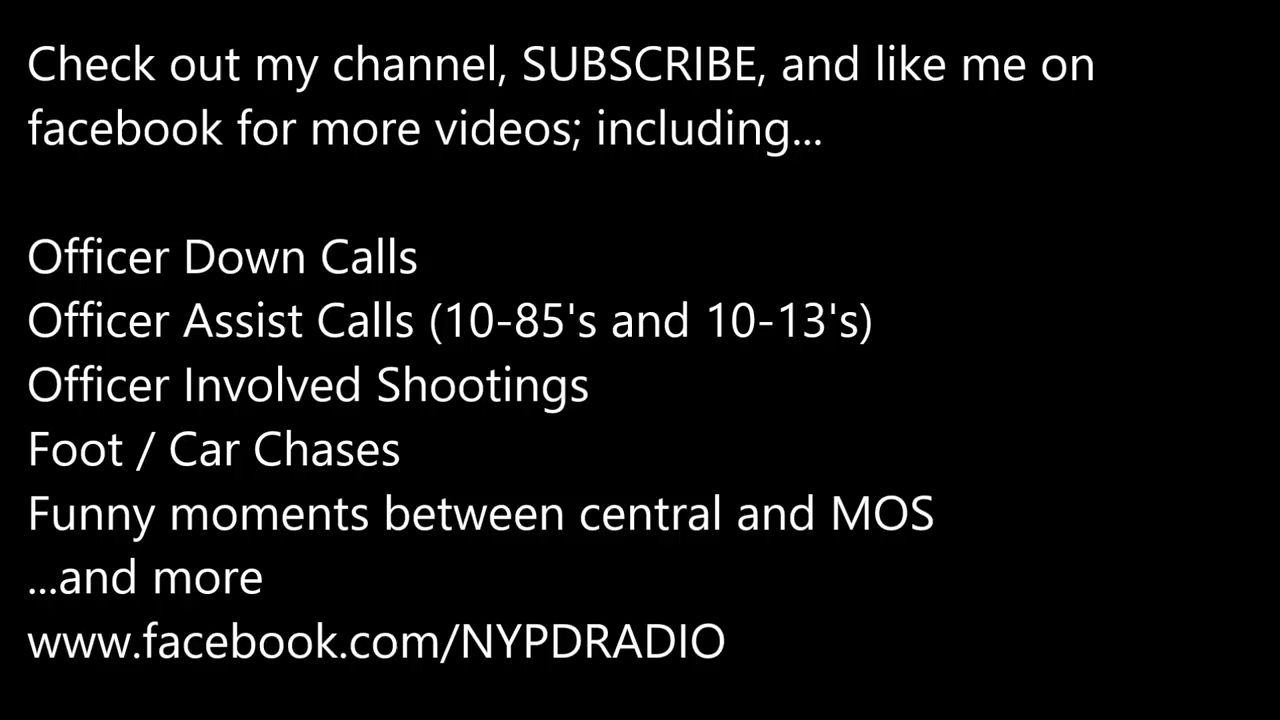 Check out my channel, SUBSCRIBE, and like me on
facebook for more videos; including...
Officer Down Calls
Officer Assist Calls (10-85's and 10-13's)
Officer Involved Shootings
Foot / Car Chases
Funny moments between central and MOS
...and more
www.facebook.com/NYPDRADIO